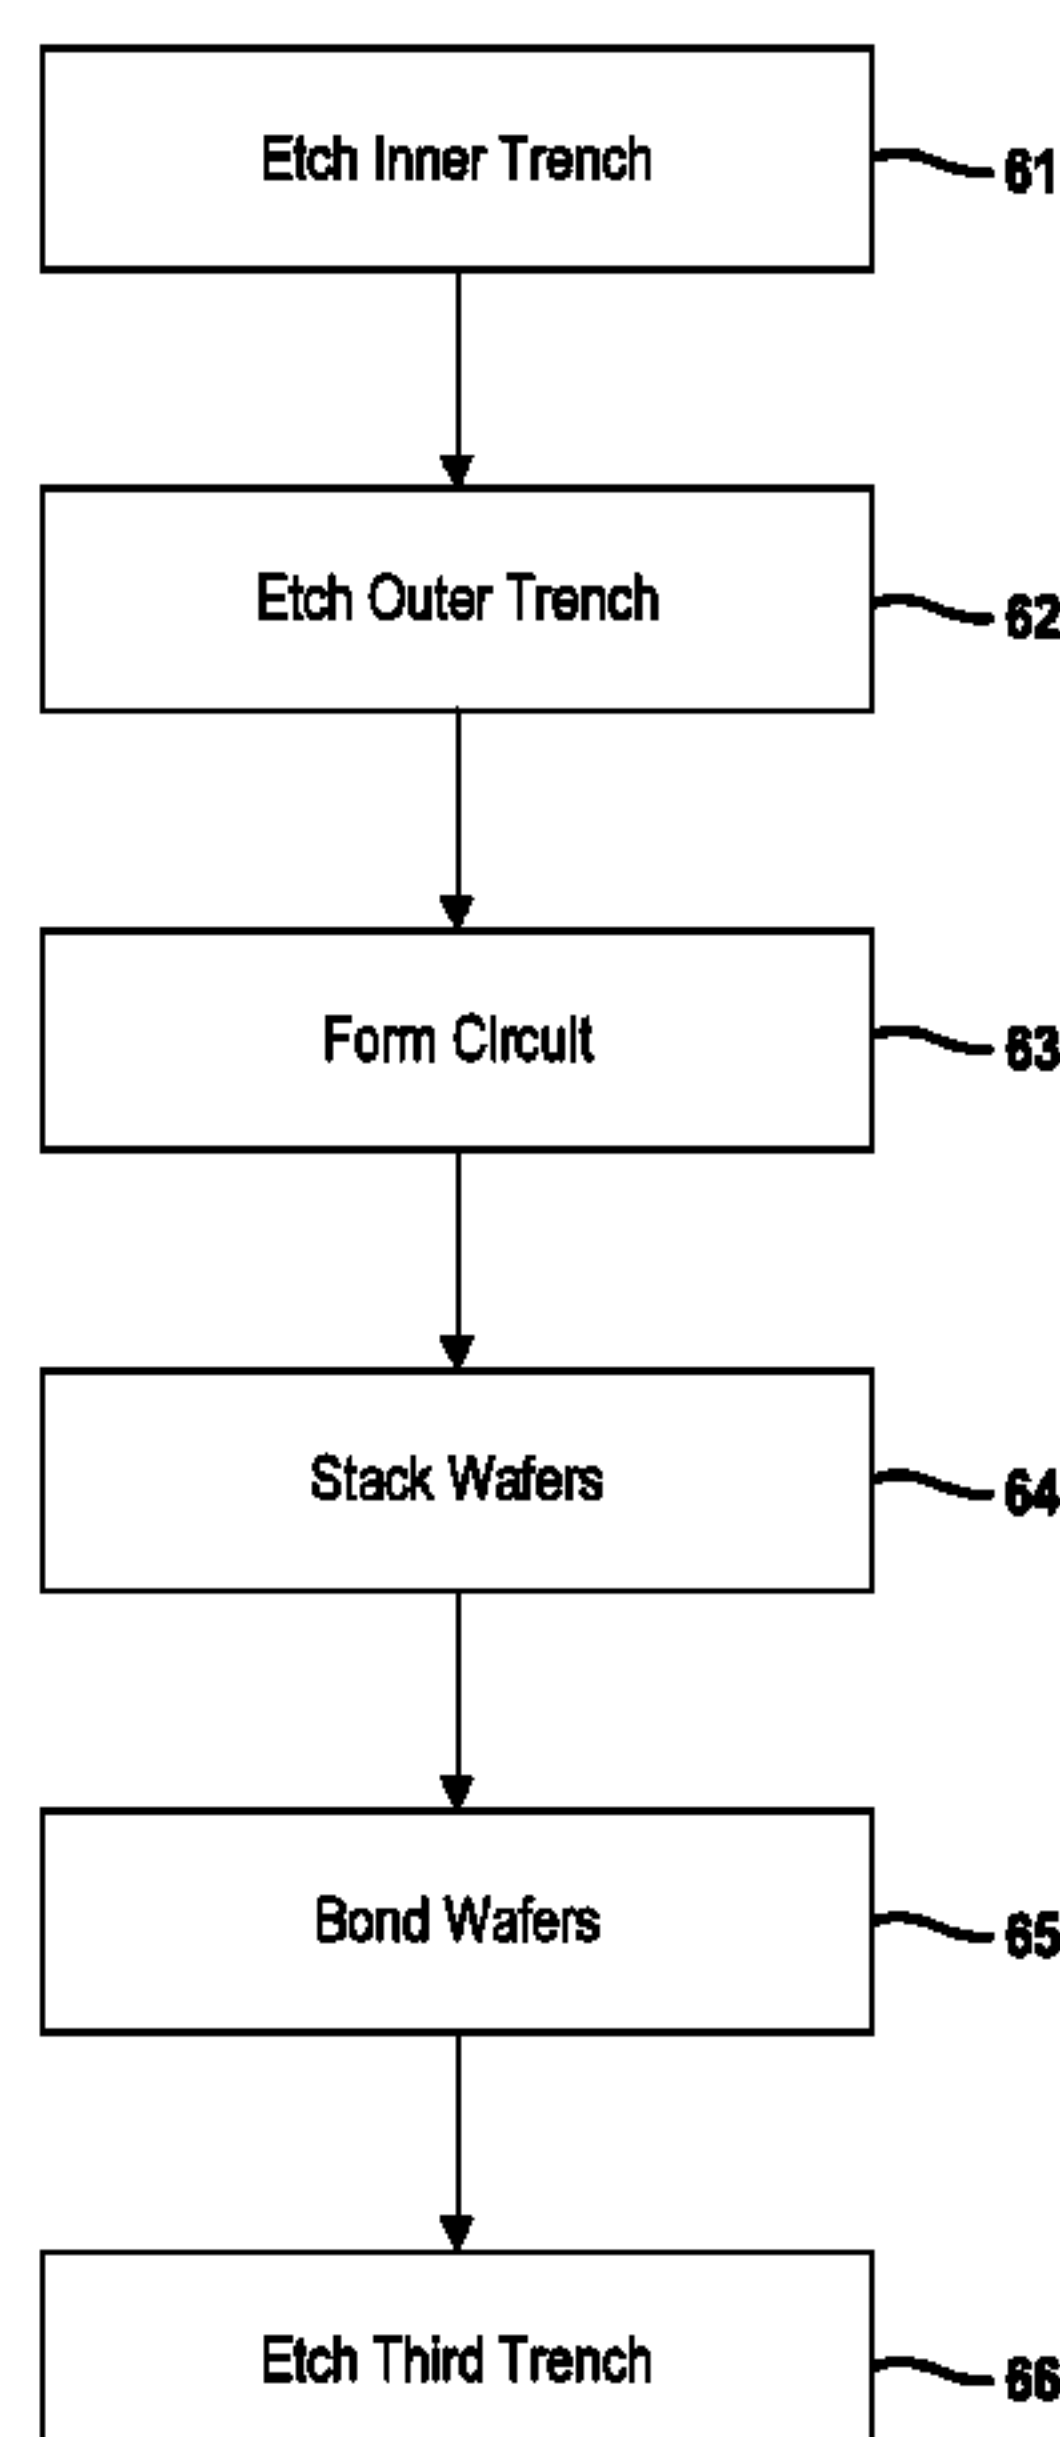 Etch Inner Trench
61
Etch Outer Trench
62
Form Circuit
63
Stack Wafers
64
Bond Wafers
65
Etch Third Trench
66